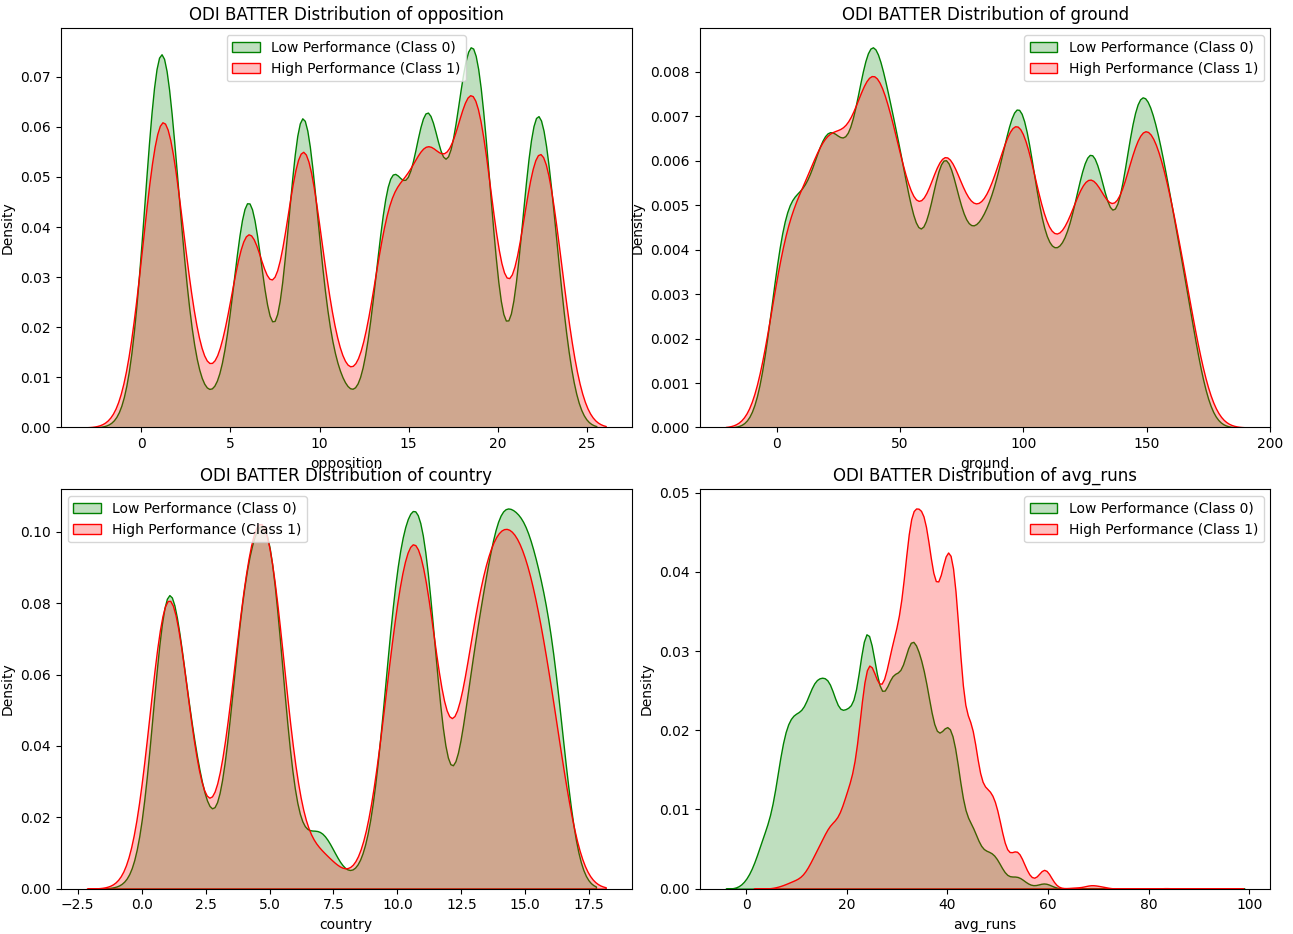 ODI BATTER Distribution of opposition
Low Performance (Class 0)
High Performance (Class 1)
Density
0.07
0.06
0.05
0.04
0.03
0.02
0.01
0.00
0 5 10 15 20 25
opposition
ODI BATTER Distribution of ground
Low Performance (Class 0)
High Performance (Class 1)
Density
0.008
0.007
0.006
0.005
0.004
0.003
0.002
0.001
0.000
0 50 100 150 200
ground
ODI BATTER Distribution of country
Low Performance (Class 0)
High Performance (Class 1)
Density
0.10
0.08
0.06
0.04
0.02
0.00
−2.5 0.0 2.5 5.0 7.5 10.0 12.5 15.0 17.5
country
ODI BATTER Distribution of avg_runs
Low Performance (Class 0)
High Performance (Class 1)
Density
0.05
0.04
0.03
0.02
0.01
0.00
0 20 40 60 80 100
avg_runs